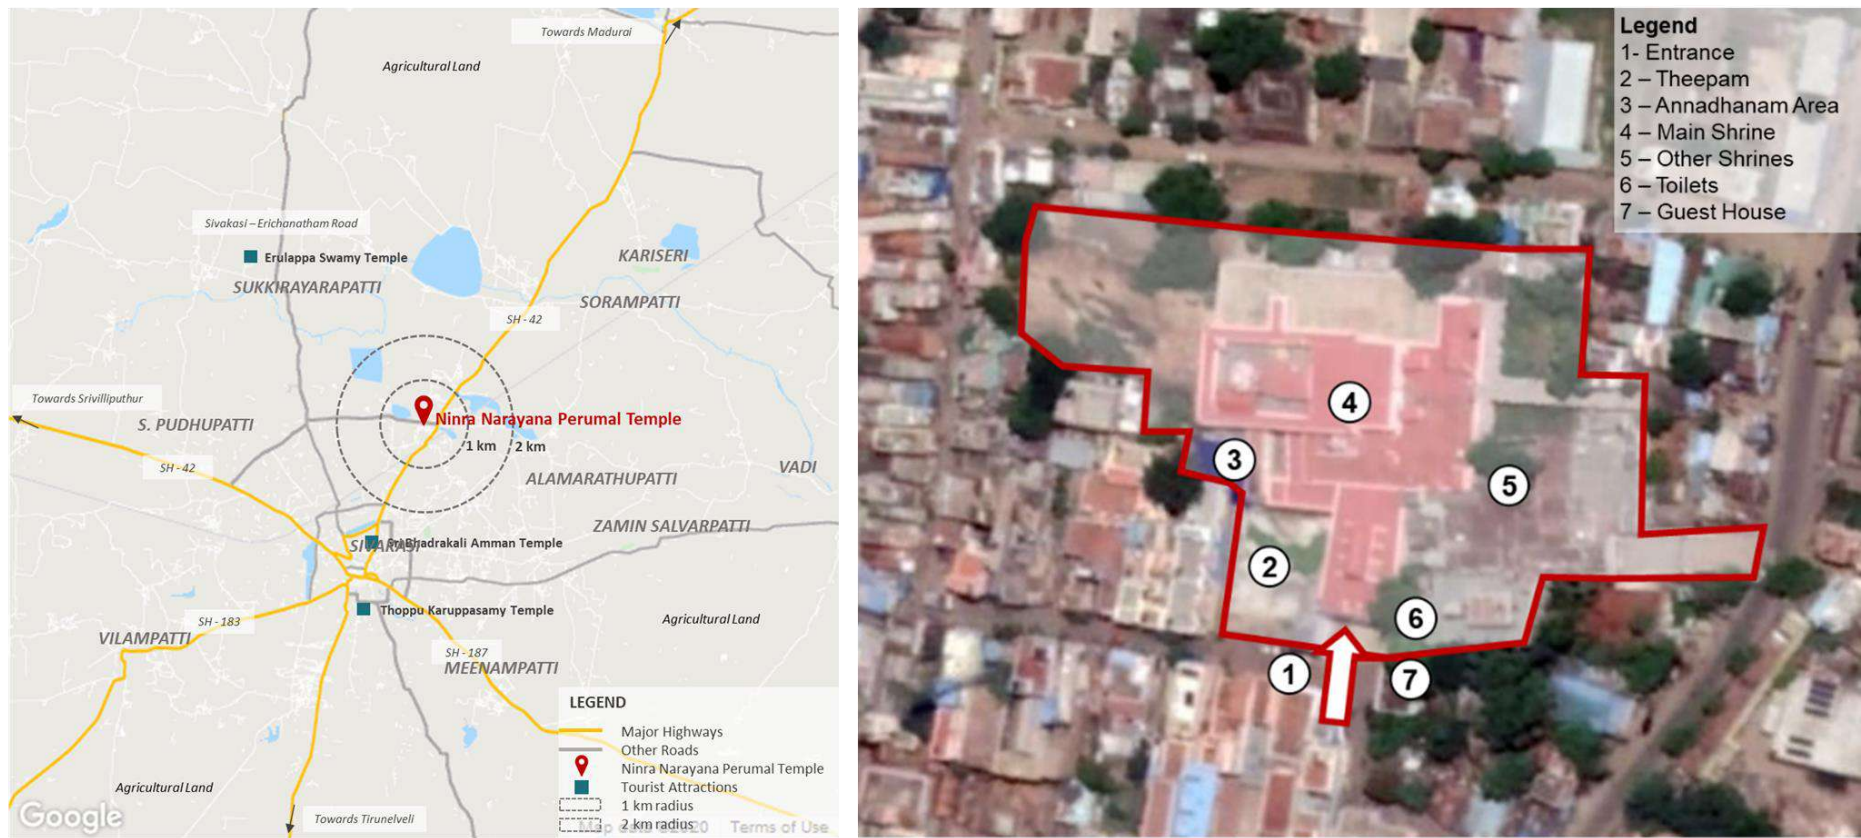 Towards Madurai
Agricultural Land
Sivakasi – Erichanatham Road
Erulappa Swamy Temple
SUKKIRAYARAPATTI
KARISERI
SORAMPATTI
SH - 42
Towards Srivilliputhur
S. PUDHUPATTI
Ninra Narayana Perumal Temple
1 km
2 km
SH - 42
ALAMARATHUPATTI
VADI
ZAMIN SALVARPATTI
SIVAKASI
Sri Bhadrakali Amman Temple
Thoppu Karuppasamy Temple
Agricultural Land
SH - 183
VILAMPATTI
SH - 187
MEENAMPATTI
Agricultural Land
Towards Tirunelveli
LEGEND
Major Highways
Other Roads
Ninra Narayana Perumal Temple
Tourist Attractions
1 km radius
2 km radius
Google
Map data ©2020
Terms of Use
Legend
1- Entrance
2 – Theepam
3 – Annadhanam Area
4 – Main Shrine
5 – Other Shrines
6 – Toilets
7 – Guest House
4
3
5
2
6
1
7